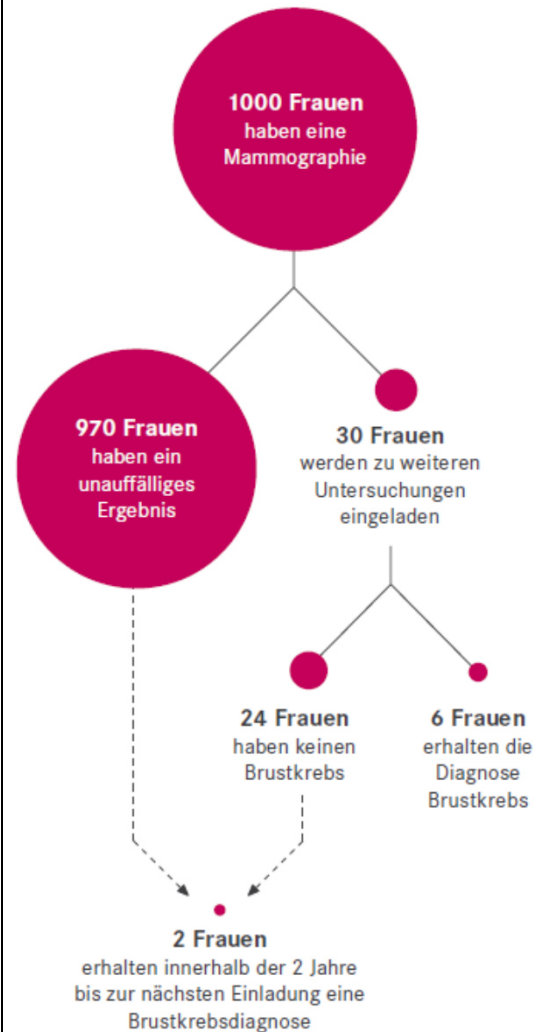 1000 Frauen
haben eine
Mammographie
970 Frauen
haben ein
unauffälliges
Ergebnis
30 Frauen
werden zu weiteren
Untersuchungen
eingeladen
24 Frauen
haben keinen
Brustkrebs
6 Frauen
erhalten die
Diagnose
Brustkrebs
2 Frauen
erhalten innerhalb der 2 Jahre
bis zur nächsten Einladung eine
Brustkrebsdiagnose